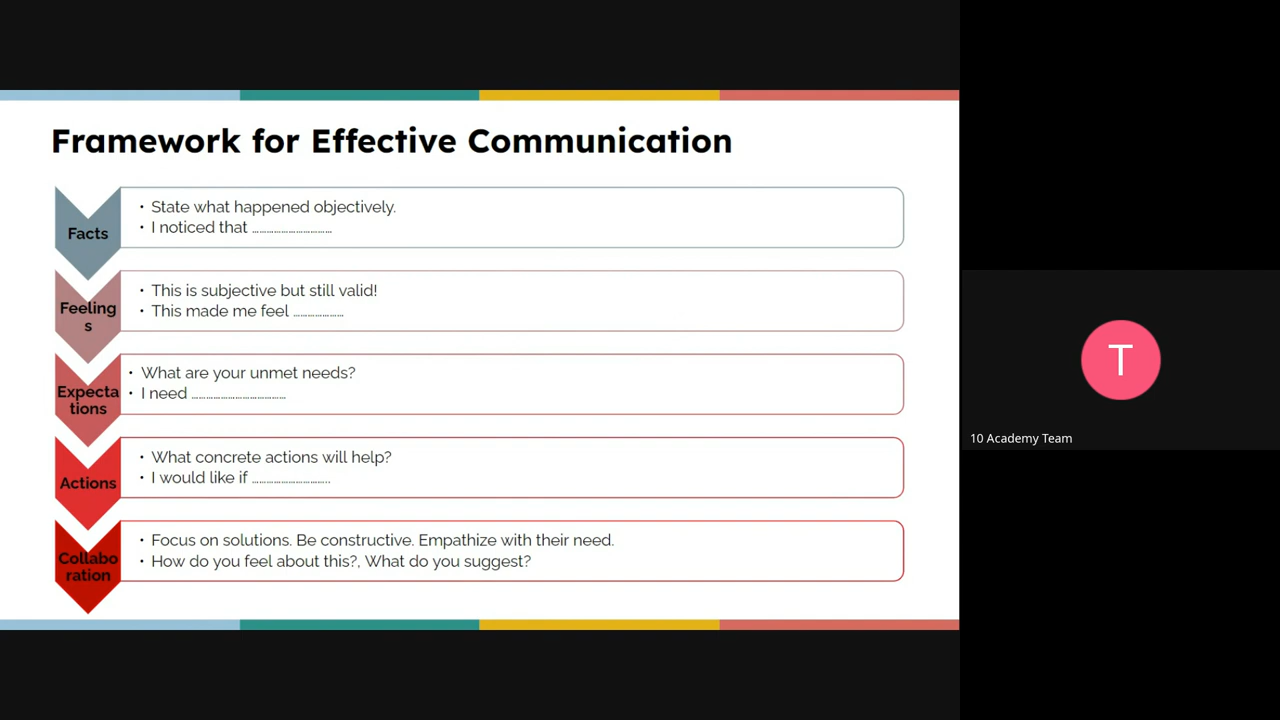 Framework for Effective Communication
Facts
• State what happened objectively.
• I noticed that ................................
Feeling
s
• This is subjective but still valid!
• This made me feel ....................
Expecta
tions
• What are your unmet needs?
• I need ......................................
Actions
• What concrete actions will help?
• I would like if ...............................
Collabo
ration
• Focus on solutions. Be constructive. Empathize with their need.
• How do you feel about this?, What do you suggest?
T
10 Academy Team